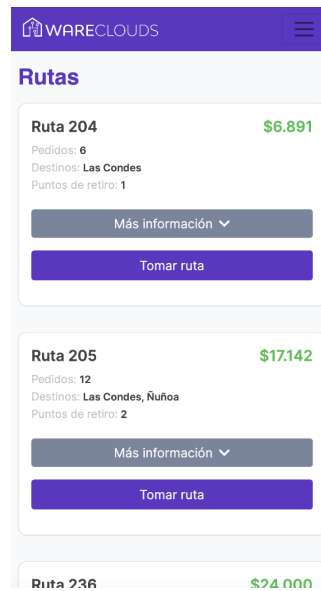 WARECLOUDS
Rutas
Ruta 204 $6.891
Pedidos: 6
Destinos: Las Condes
Puntos de retiro: 1
Más información
Tomar ruta
Ruta 205 $17.142
Pedidos: 12
Destinos: Las Condes, Ñuñoa
Puntos de retiro: 2
Más información
Tomar ruta
Ruta 236 $24.000